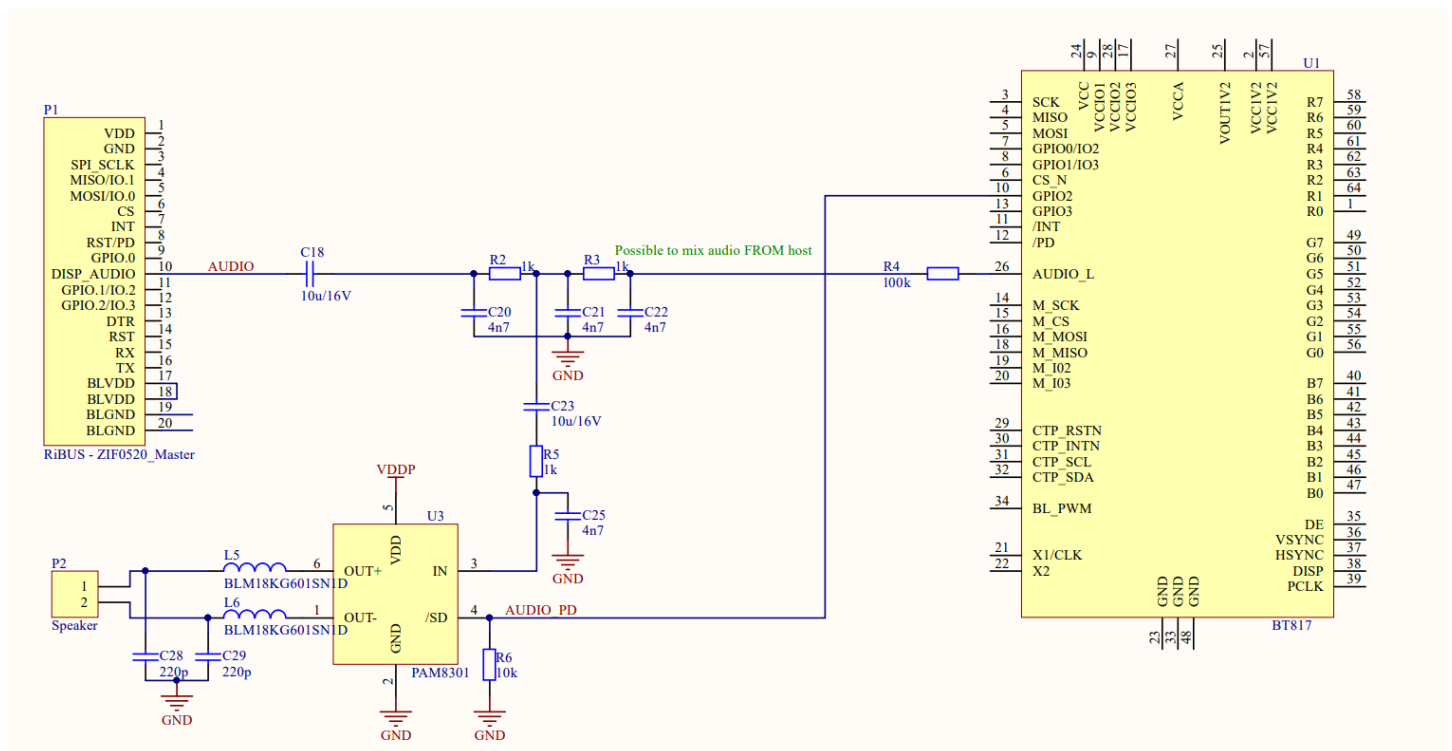 P1
VDD 1
GND 2
SPI_SCLK 3
MISO/IO.1 4
MOSI/IO.0 5
CS 6
INT 7
RST/PD 8
GPIO.0 9
DISP_AUDIO 10
GPIO.1/IO.2 11
GPIO.2/IO.3 12
DTR 13
RST 14
RX 15
TX 16
BLVDD 17
BLVDD 18
BLGND 19
BLGND 20
RiBUS - ZIF0520_Master
AUDIO
C18
10u/16V
R2
1k
R3
1k
Possible to mix audio FROM host
R4
100k
C20
4n7
C21
4n7
C22
4n7
GND
C23
10u/16V
R5
1k
C25
4n7
GND
VDDP
U3
5
VDD
6 OUT+
IN 3
1 OUT-
/SD 4
GND
2
PAM8301
GND
AUDIO_PD
R6
10k
GND
P2
1
2
Speaker
L5
BLM18KG601SN1D
L6
BLM18KG601SN1D
C28
220p
C29
220p
GND
U1
24 9 28 17 27 25 2 57
VCC
VCCIO1
VCCIO2
VCCIO3
VCCA
VOUT1V2
VCC1V2
VCC1V2
3 SCK
4 MISO
5 MOSI
7 GPIO0/IO2
8 GPIO1/IO3
6 CS_N
10 GPIO2
13 GPIO3
11 /INT
12 /PD
26 AUDIO_L
14 M_SCK
15 M_CS
16 M_MOSI
18 M_MISO
19 M_I02
20 M_I03
29 CTP_RSTN
30 CTP_INTN
31 CTP_SCL
32 CTP_SDA
34 BL_PWM
21 X1/CLK
22 X2
R7 58
R6 59
R5 60
R4 61
R3 62
R2 63
R1 64
R0 1
G7 49
G6 50
G5 51
G4 52
G3 53
G2 54
G1 55
G0 56
B7 40
B6 41
B5 42
B4 43
B3 44
B2 45
B1 46
B0 47
DE 35
VSYNC 36
HSYNC 37
DISP 38
PCLK 39
GND GND GND
23 33 48
BT817